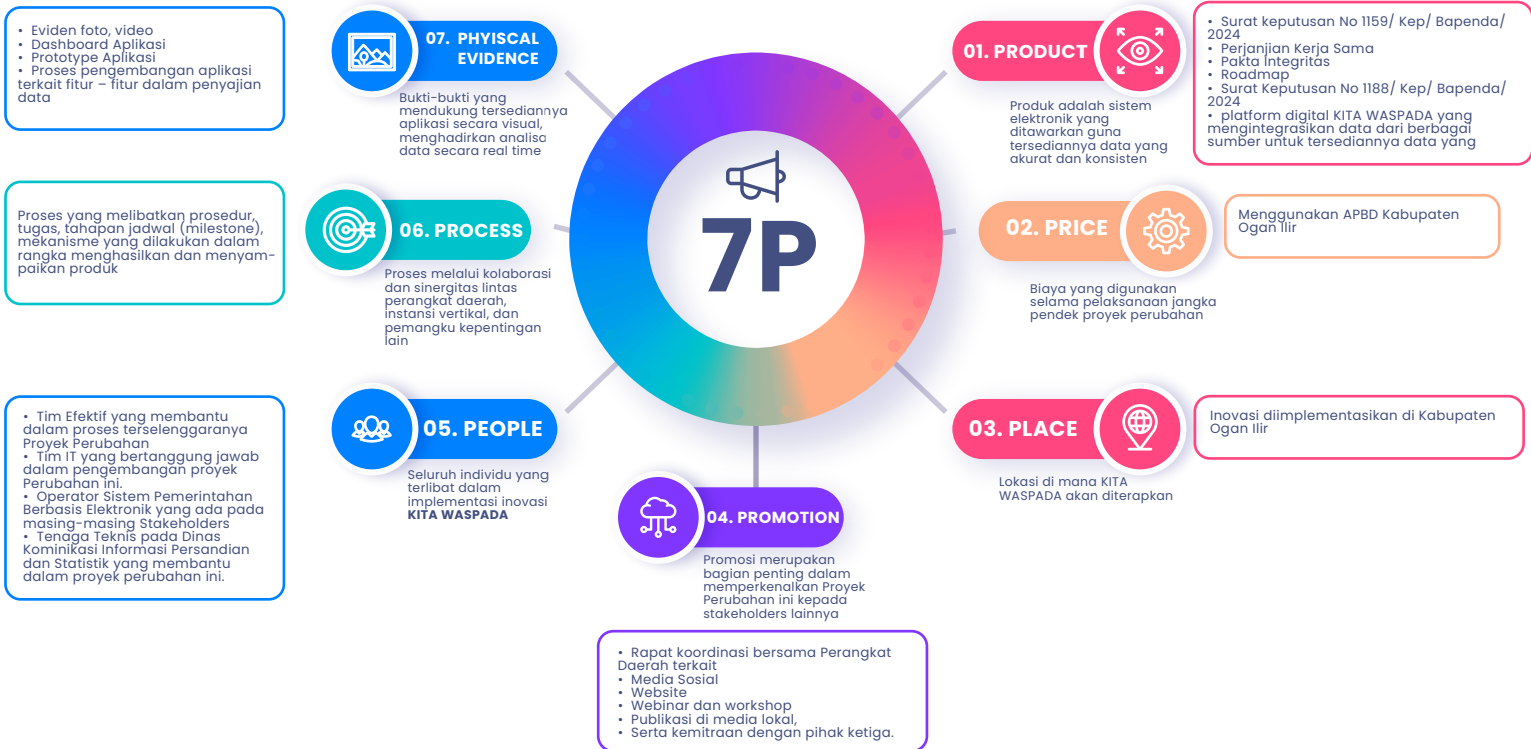 7P
01. PRODUCT
Produk adalah sistem
elektronik yang
ditawarkan guna
tersediannya data yang
akurat dan konsisten
• Surat keputusan No 1159/ Kep/ Bapenda/
2024
• Perjanjian Kerja Sama
• Pakta Integritas
• Roadmap
• Surat Keputusan No 1188/ Kep/ Bapenda/
2024
• platform digital KITA WASPADA yang
mengintegrasikan data dari berbagai
sumber untuk tersediannya data yang
02. PRICE
Biaya yang digunakan
selama pelaksanaan jangka
pendek proyek perubahan
Menggunakan APBD Kabupaten
Ogan Ilir
03. PLACE
Lokasi di mana KITA
WASPADA akan diterapkan
Inovasi diimplementasikan di Kabupaten
Ogan Ilir
04. PROMOTION
Promosi merupakan
bagian penting dalam
memperkenalkan Proyek
Perubahan ini kepada
stakeholders lainnya
• Rapat koordinasi bersama Perangkat
Daerah terkait
• Media Sosial
• Website
• Webinar dan workshop
• Publikasi di media lokal,
• Serta kemitraan dengan pihak ketiga.
05. PEOPLE
Seluruh individu yang
terlibat dalam
implementasi inovasi
KITA WASPADA
• Tim Efektif yang membantu
dalam proses terselenggaranya
Proyek Perubahan
• Tim IT yang bertanggung jawab
dalam pengembangan proyek
Perubahan ini.
• Operator Sistem Pemerintahan
Berbasis Elektronik yang ada pada
masing-masing Stakeholders
• Tenaga Teknis pada Dinas
Kominikasi Informasi Persandian
dan Statistik yang membantu
dalam proyek perubahan ini.
06. PROCESS
Proses melalui kolaborasi
dan sinergitas lintas
perangkat daerah,
instansi vertikal, dan
pemangku kepentingan
lain
Proses yang melibatkan prosedur,
tugas, tahapan jadwal (milestone),
mekanisme yang dilakukan dalam
rangka menghasilkan dan menyam-
paikan produk
07. PHYISCAL
EVIDENCE
Bukti-bukti yang
mendukung tersediannya
aplikasi secara visual,
menghadirkan analisa
data secara real time
• Eviden foto, video
• Dashboard Aplikasi
• Prototype Aplikasi
• Proses pengembangan aplikasi
terkait fitur – fitur dalam penyajian
data